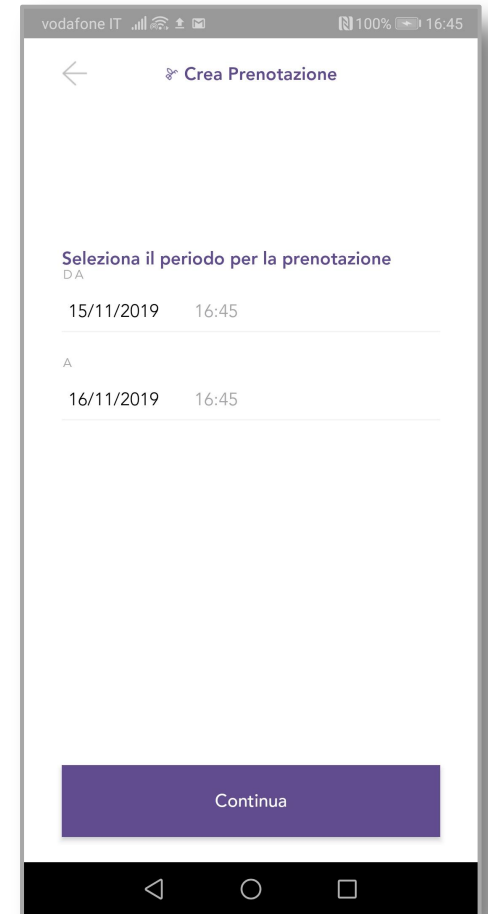 vodafone IT 100% 16:45
Crea Prenotazione
Seleziona il periodo per la prenotazione
DA
15/11/2019 16:45
A
16/11/2019 16:45
Continua